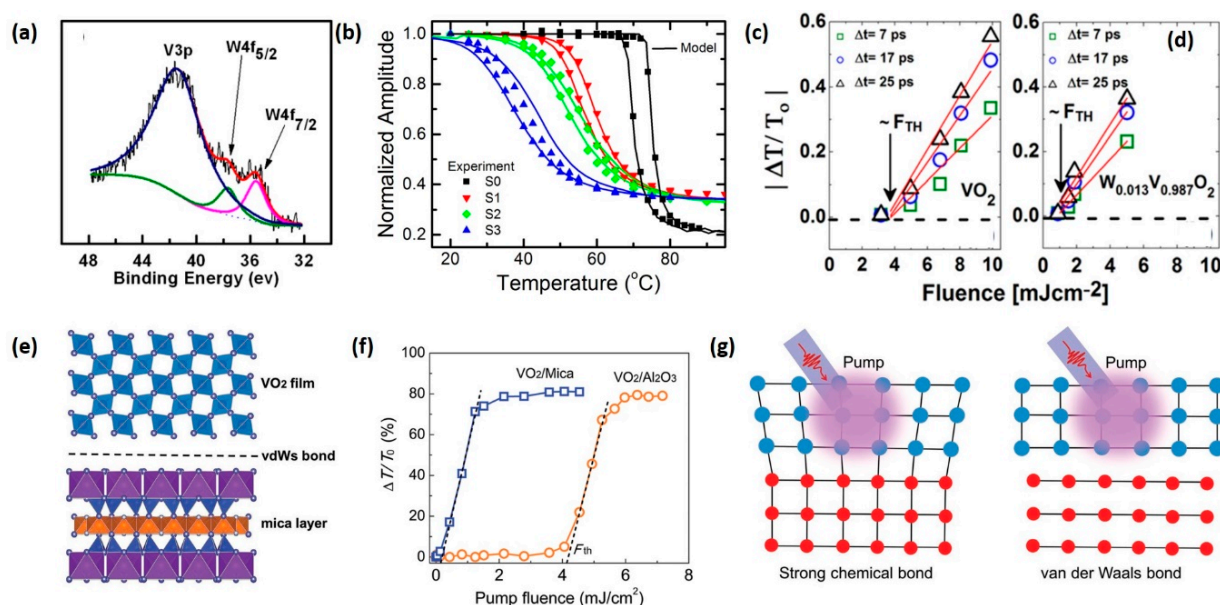 (a)
V3p
W4f5/2
W4f7/2
48 44 40 36 32
Binding Energy (ev)
(b)
Normalized Amplitude
1.0
0.8
0.6
0.4
0.2
Model
Experiment
S0
S1
S2
S3
20 40 60 80
Temperature (°C)
(c)
| ΔT/ To |
0.6
0.4
0.2
0.0
Δt= 7 ps
Δt= 17 ps
Δt= 25 ps
~ FTH
VO2
0 2 4 6 8 10
(d)
0.6
0.4
0.2
0.0
Δt= 7 ps
Δt= 17 ps
Δt= 25 ps
~ FTH
W0.013V0.987O2
0 2 4 6 8 10
Fluence [mJcm-2]
(e)
VO2 film
vdWs bond
mica layer
(f)
ΔT/T0 (%)
100
80
60
40
20
0
VO2/Mica
VO2/Al2O3
Fth
0 2 4 6 8
Pump fluence (mJ/cm2)
(g)
Pump
Pump
Strong chemical bond
van der Waals bond